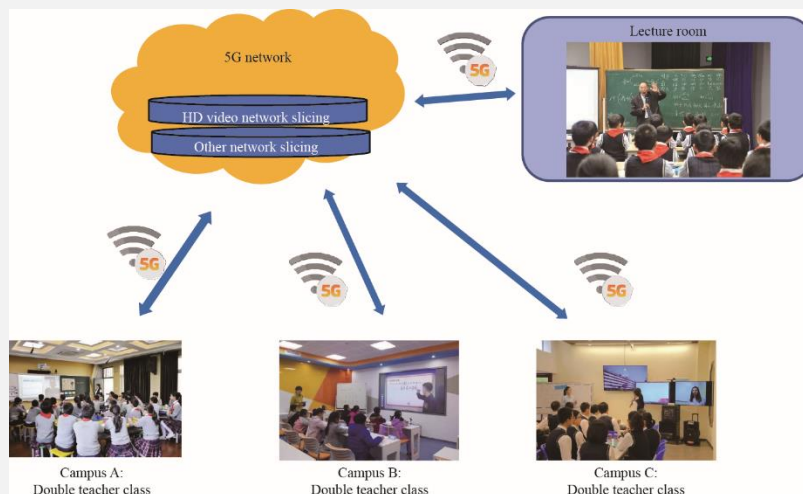 5G network
HD video network slicing
Other network slicing
5G
Lecture room
5G
5G
5G
Campus A:
Double teacher class
Campus B:
Double teacher class
Campus C:
Double teacher class